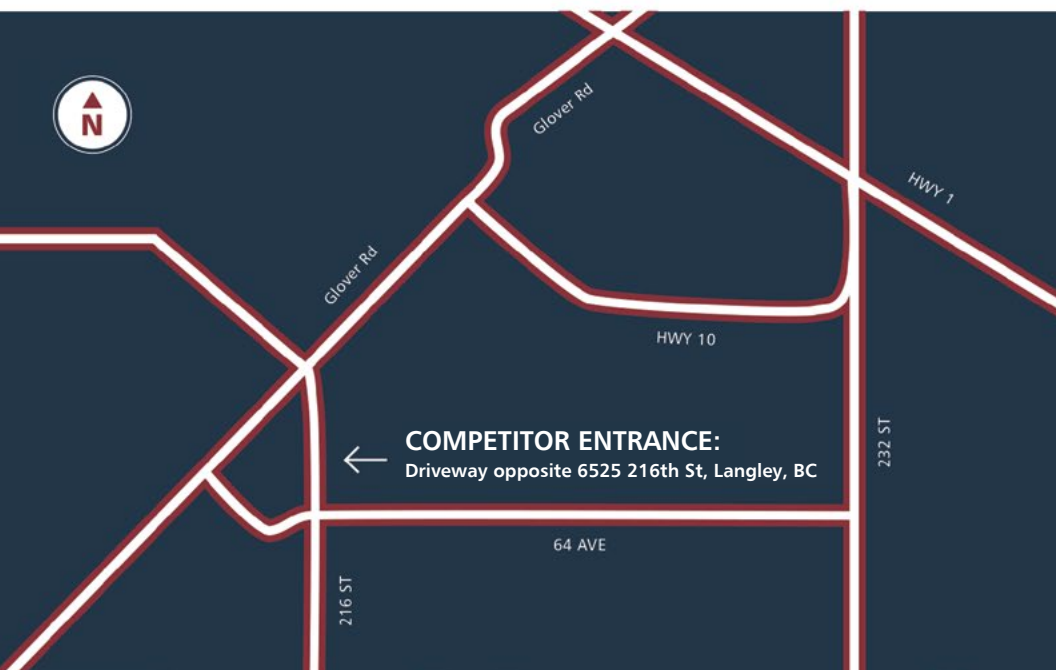 N
Glover Rd
HWY 1
Glover Rd
HWY 10
COMPETITOR ENTRANCE:
Driveway opposite 6525 216th St, Langley, BC
232 ST
64 AVE
216 ST